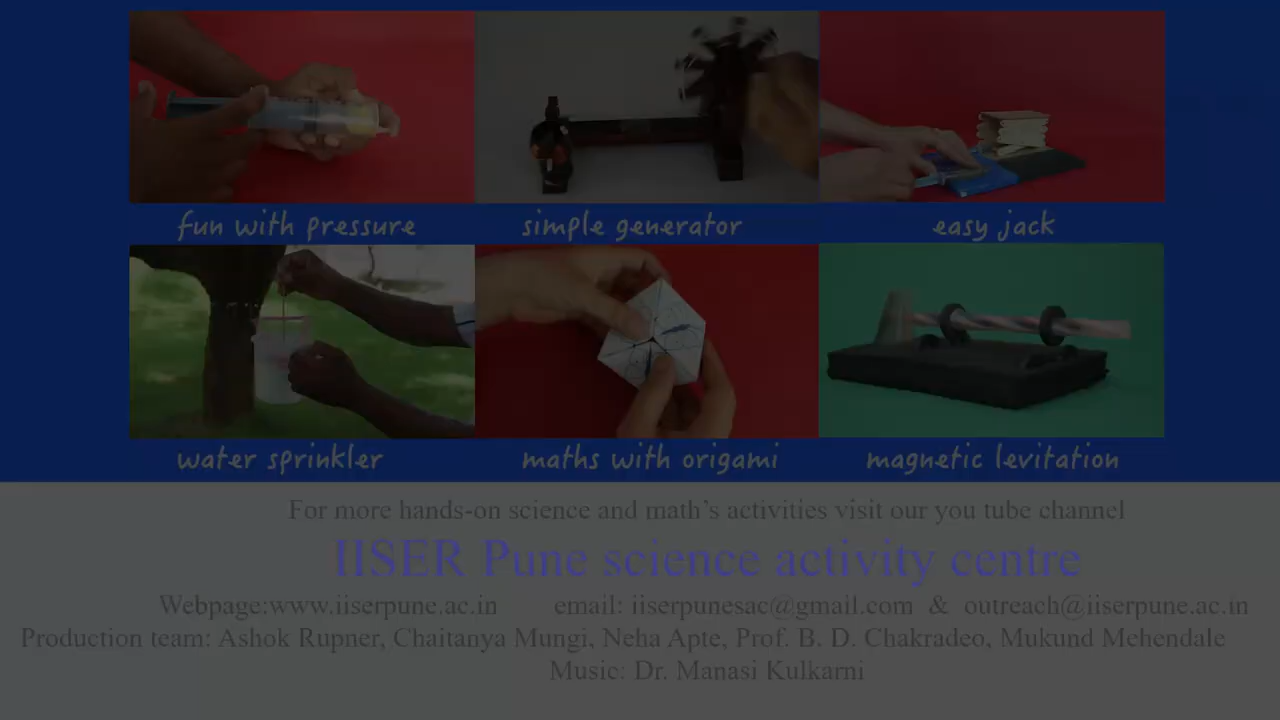 fun with pressure simple generator easy jack
water sprinkler maths with origami magnetic levitation
For more hands-on science and math's activities visit our you tube channel
IISER Pune science activity centre
Webpage:www.iiserpune.ac.in email: iiserpunesac@gmail.com & outreach@iiserpune.ac.in
Production team: Ashok Rupner, Chaitanya Mungi, Neha Apte, Prof. B. D. Chakradeo, Mukund Mehendale
Music: Dr. Manasi Kulkarni